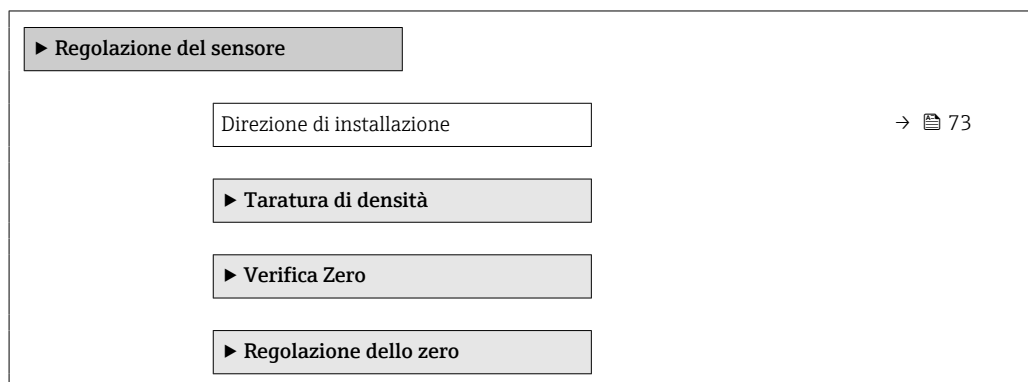 ▶ Regolazione del sensore
Direzione di installazione → 73
▶ Taratura di densità
▶ Verifica Zero
▶ Regolazione dello zero